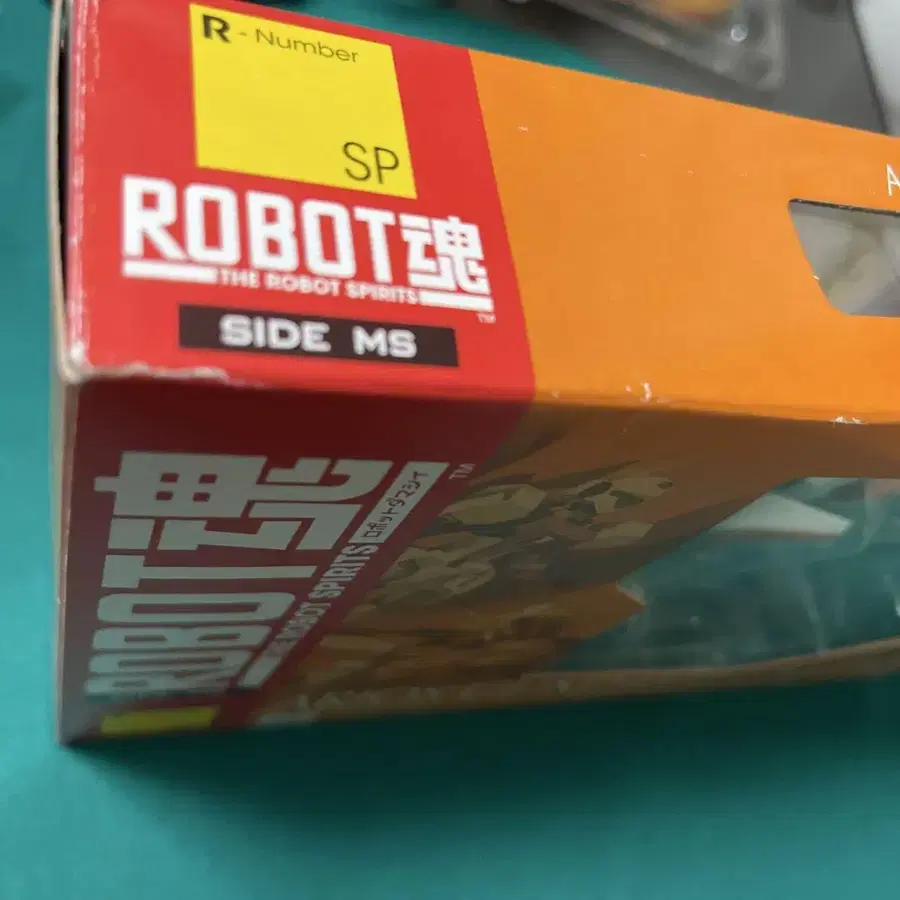 R - Number
SP
ROBOT魂
THE ROBOT SPIRITS
TM
SIDE MS
ROBOT魂
THE ROBOT SPIRITS
ロボットダマシイ
TM
A